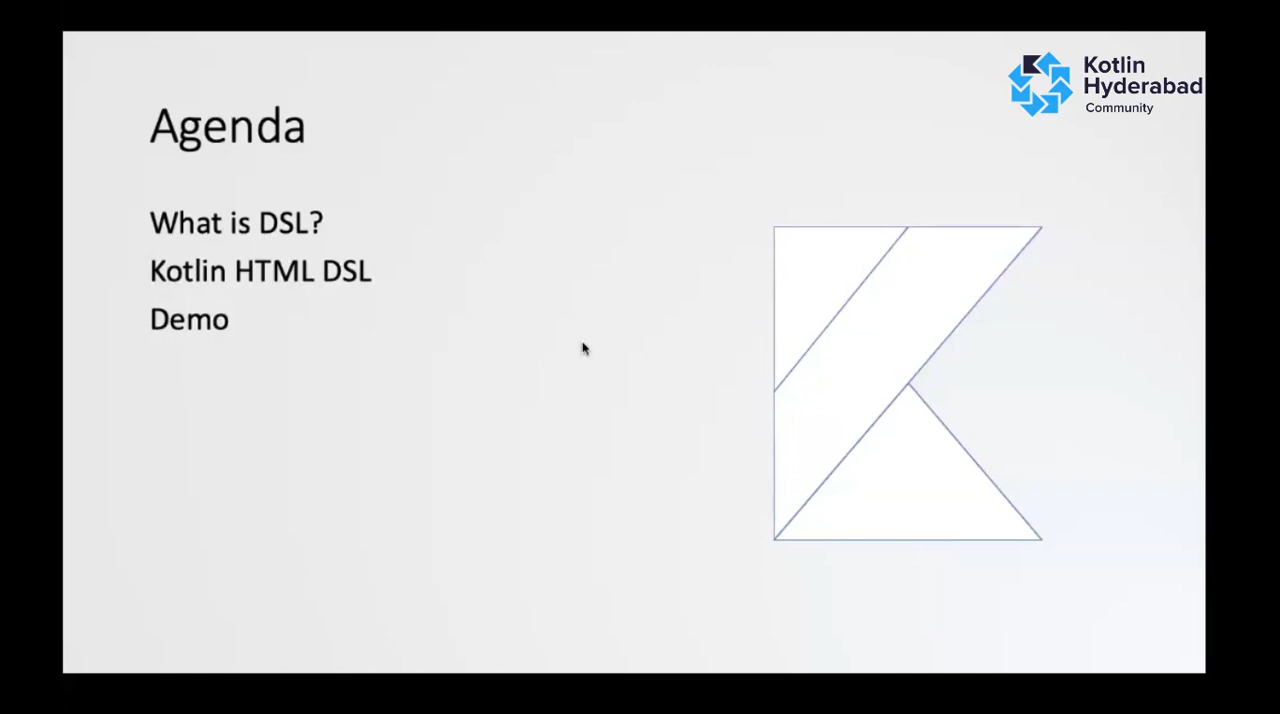 Kotlin
Hyderabad
Community
Agenda
What is DSL?
Kotlin HTML DSL
Demo